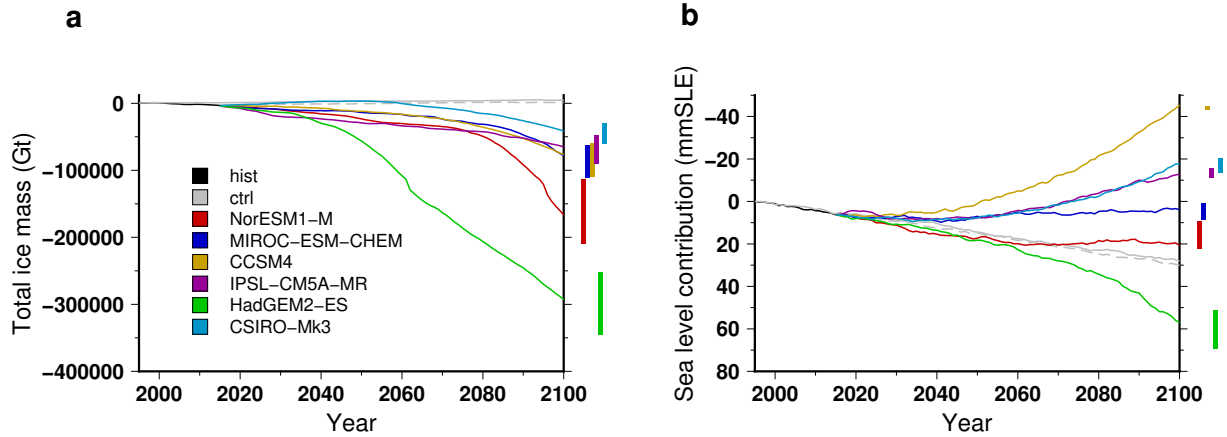 a
Total ice mass (Gt)
0
−100000
−200000
−300000
−400000
hist
ctrl
NorESM1−M
MIROC−ESM−CHEM
CCSM4
IPSL−CM5A−MR
HadGEM2−ES
CSIRO−Mk3
2000 2020 2040 2060 2080 2100
Year
b
Sea level contribution (mmSLE)
−40
−20
0
20
40
60
80
2000 2020 2040 2060 2080 2100
Year